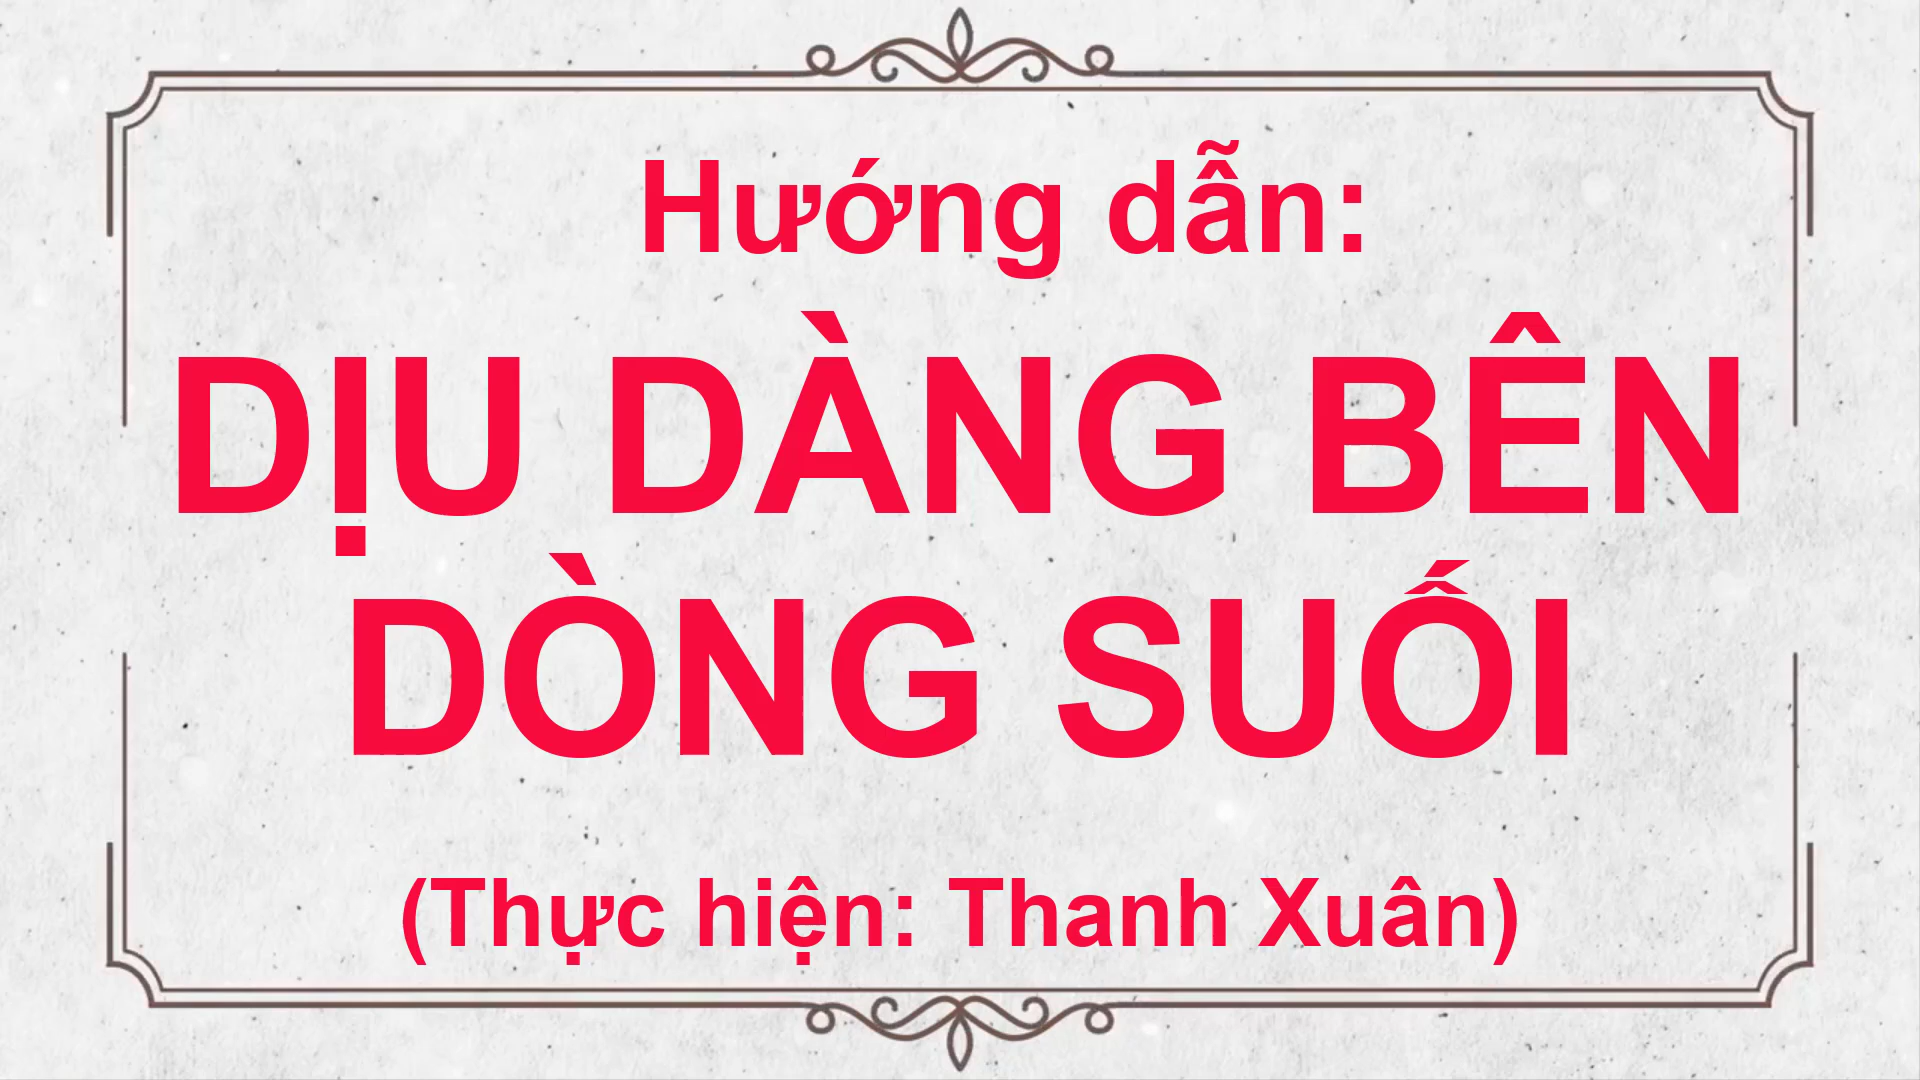 Hướng dẫn:
DỊU DÀNG BÊN
DÒNG SUỐI
(Thực hiện: Thanh Xuân)